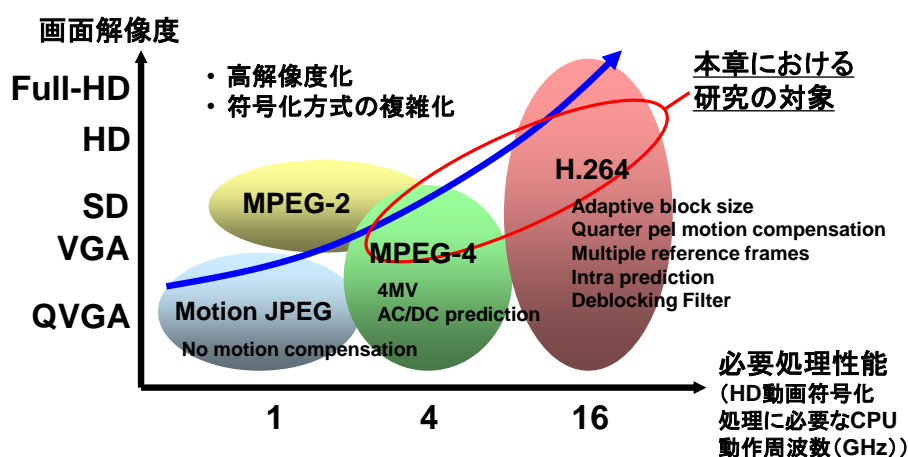 画面解像度
Full-HD
HD
SD
VGA
QVGA
・ 高解像度化
・ 符号化方式の複雑化
本章における
研究の対象
MPEG-2
H.264
Adaptive block size
Quarter pel motion compensation
Multiple reference frames
Intra prediction
Deblocking Filter
MPEG-4
4MV
AC/DC prediction
Motion JPEG
No motion compensation
1
4
16
必要処理性能
(HD動画符号化
処理に必要なCPU
動作周波数(GHz))